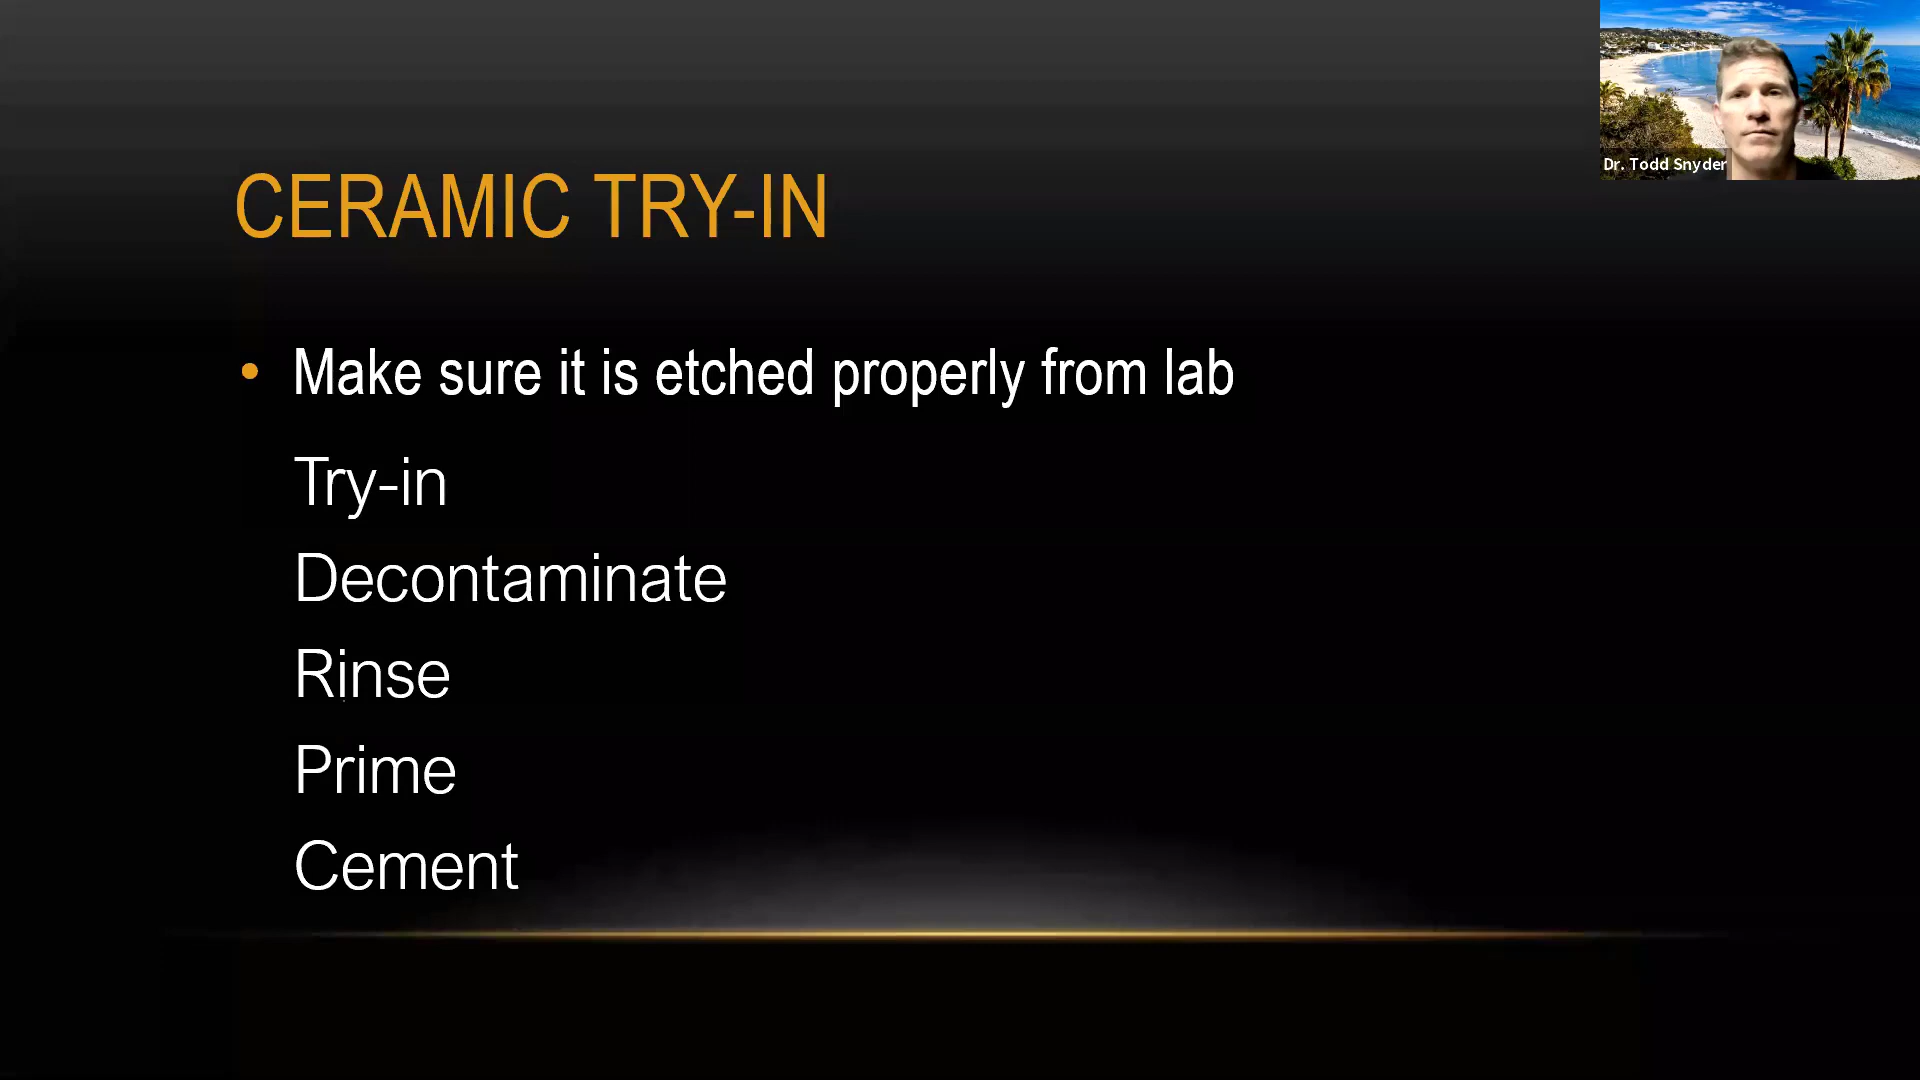 Dr. Todd Snyder
CERAMIC TRY-IN
• Make sure it is etched properly from lab
Try-in
Decontaminate
Rinse
Prime
Cement